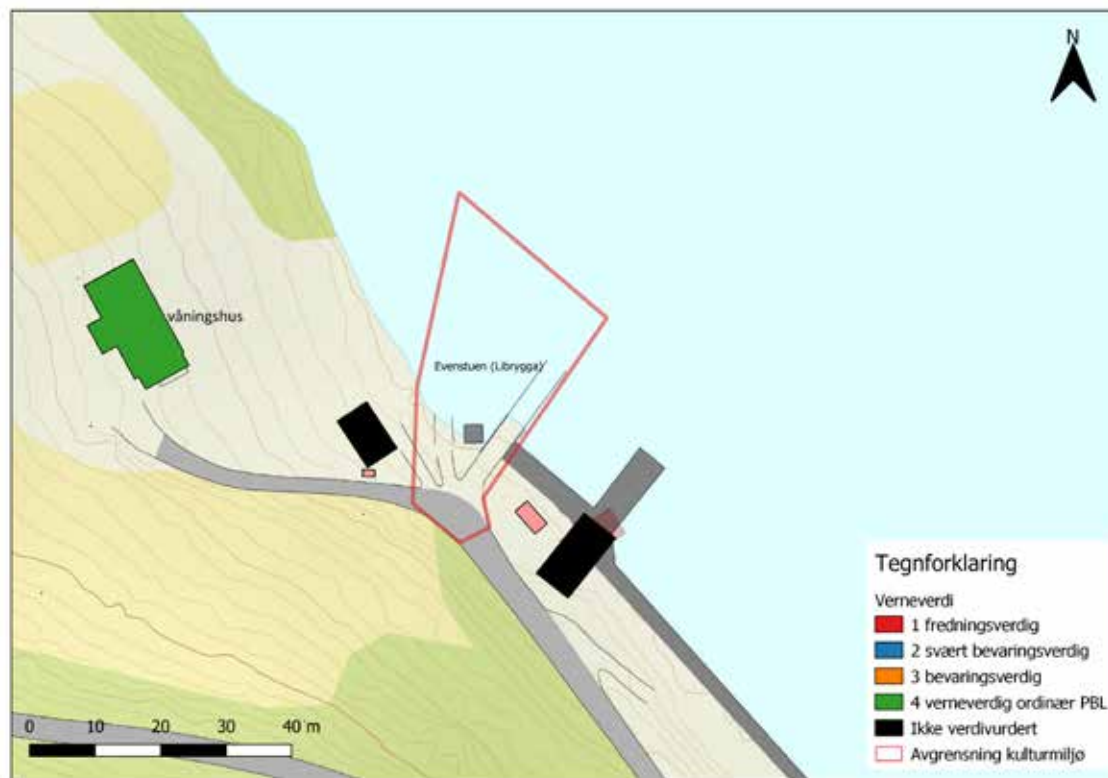 N
våningshus
Evenstuen (Librygga)
Tegnforklaring
Verneverdi
1 fredningsverdig
2 svært bevaringsverdig
3 bevaringsverdig
4 verneverdig ordinær PBL
Ikke verdivurdert
Avgrensning kulturmiljø
0 10 20 30 40 m